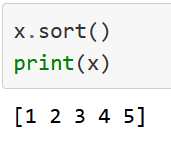 x.sort()
print(x)
[1 2 3 4 5]